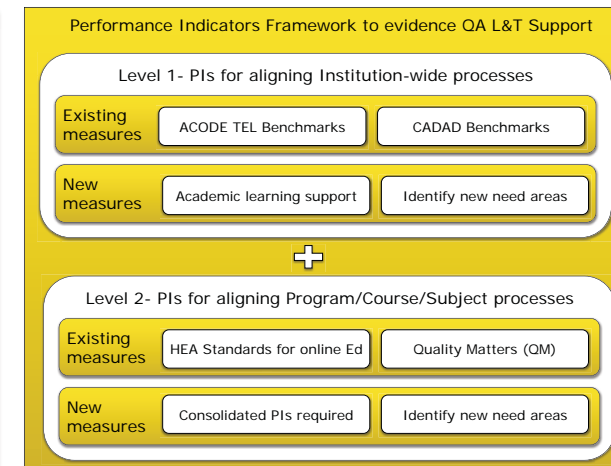 Performance Indicators Framework to evidence QA L&T Support
Level 1- PIs for aligning Institution-wide processes
Existing
measures
ACODE TEL Benchmarks
CADAD Benchmarks
New
measures
Academic learning support
Identify new need areas
Level 2- PIs for aligning Program/Course/Subject processes
Existing
measures
HEA Standards for online Ed
Quality Matters (QM)
New
measures
Consolidated PIs required
Identify new need areas